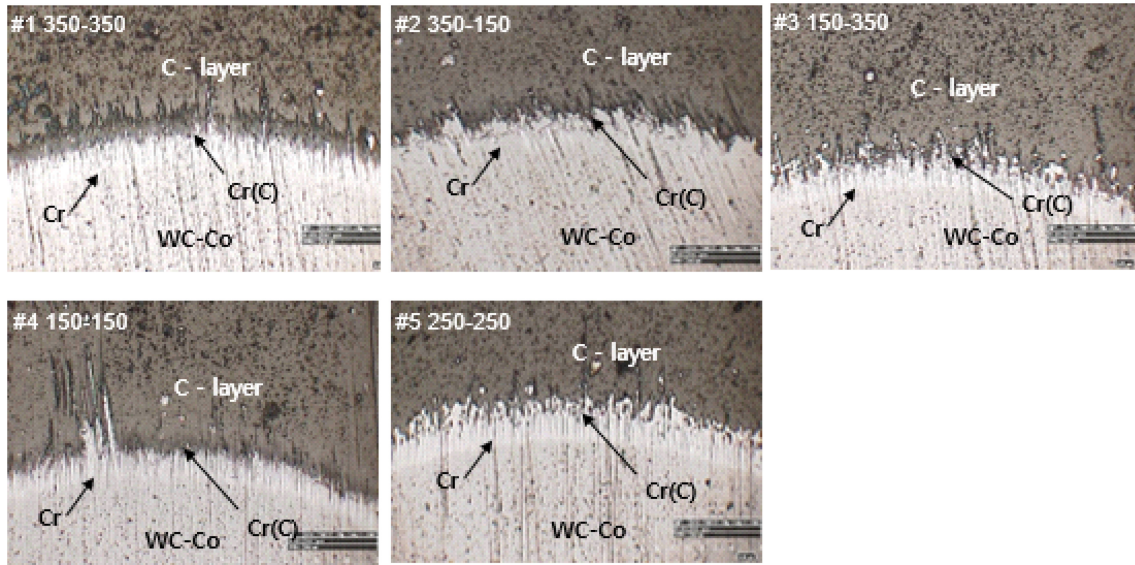 #1 350-350
C - layer
Cr(C)
Cr
WC-Co
#2 350-150
C - layer
Cr
Cr(C)
WC-Co
#3 150-350
C - layer
Cr
Cr(C)
WC-Co
#4 150-150
C - layer
Cr
Cr(C)
WC-Co
#5 250-250
C - layer
Cr
Cr(C)
WC-Co